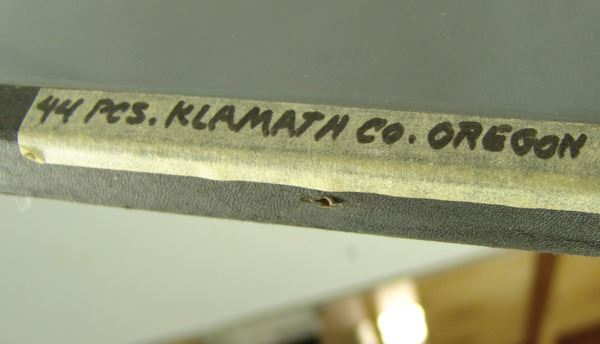 44 PCS. KLAMATH CO. OREGON